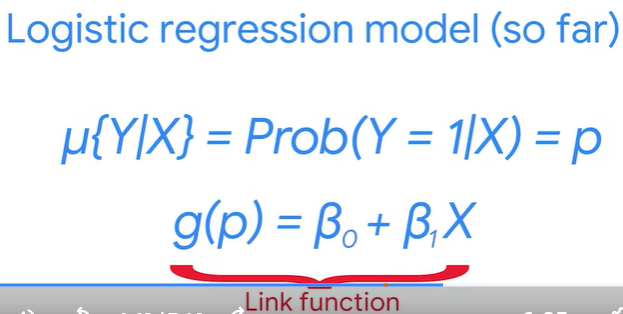 Logistic regression model (so far)
μ{Y|X} = Prob(Y = 1|X) = p
g(p) = β₀ + β₁X
Link function